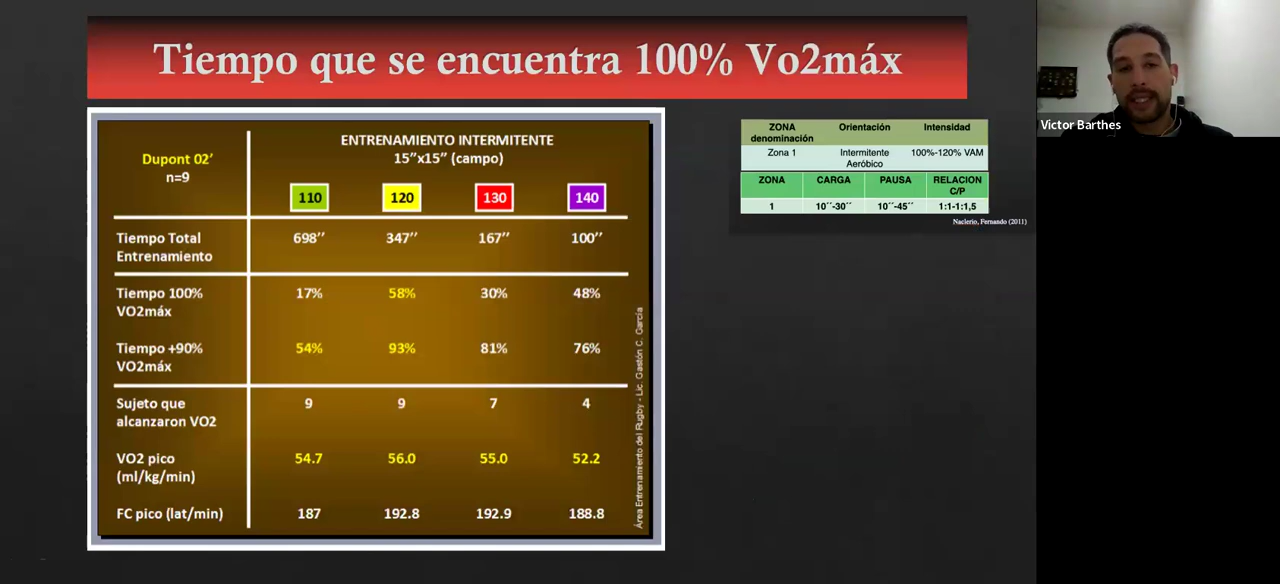 Tiempo que se encuentra 100% Vo2máx
Dupont 02’
n=9
ENTRENAMIENTO INTERMITENTE
15”x15” (campo)
110 120 130 140
Tiempo Total Entrenamiento 698’’ 347’’ 167’’ 100’’
Tiempo 100% VO2máx 17% 58% 30% 48%
Tiempo +90% VO2máx 54% 93% 81% 76%
Sujeto que alcanzaron VO2 9 9 7 4
VO2 pico (ml/kg/min) 54.7 56.0 55.0 52.2
FC pico (lat/min) 187 192.8 192.9 188.8
Área Entrenamiento del Rugby - Lic. Gastón C. García
ZONA denominación Orientación Intensidad
Zona 1 Intermitente Aeróbico 100%-120% VAM
ZONA CARGA PAUSA RELACION C/P
1 10´´-30´´ 10´´-45´´ 1:1-1:1,5
Naclerio, Fernando (2011)
Victor Barthes